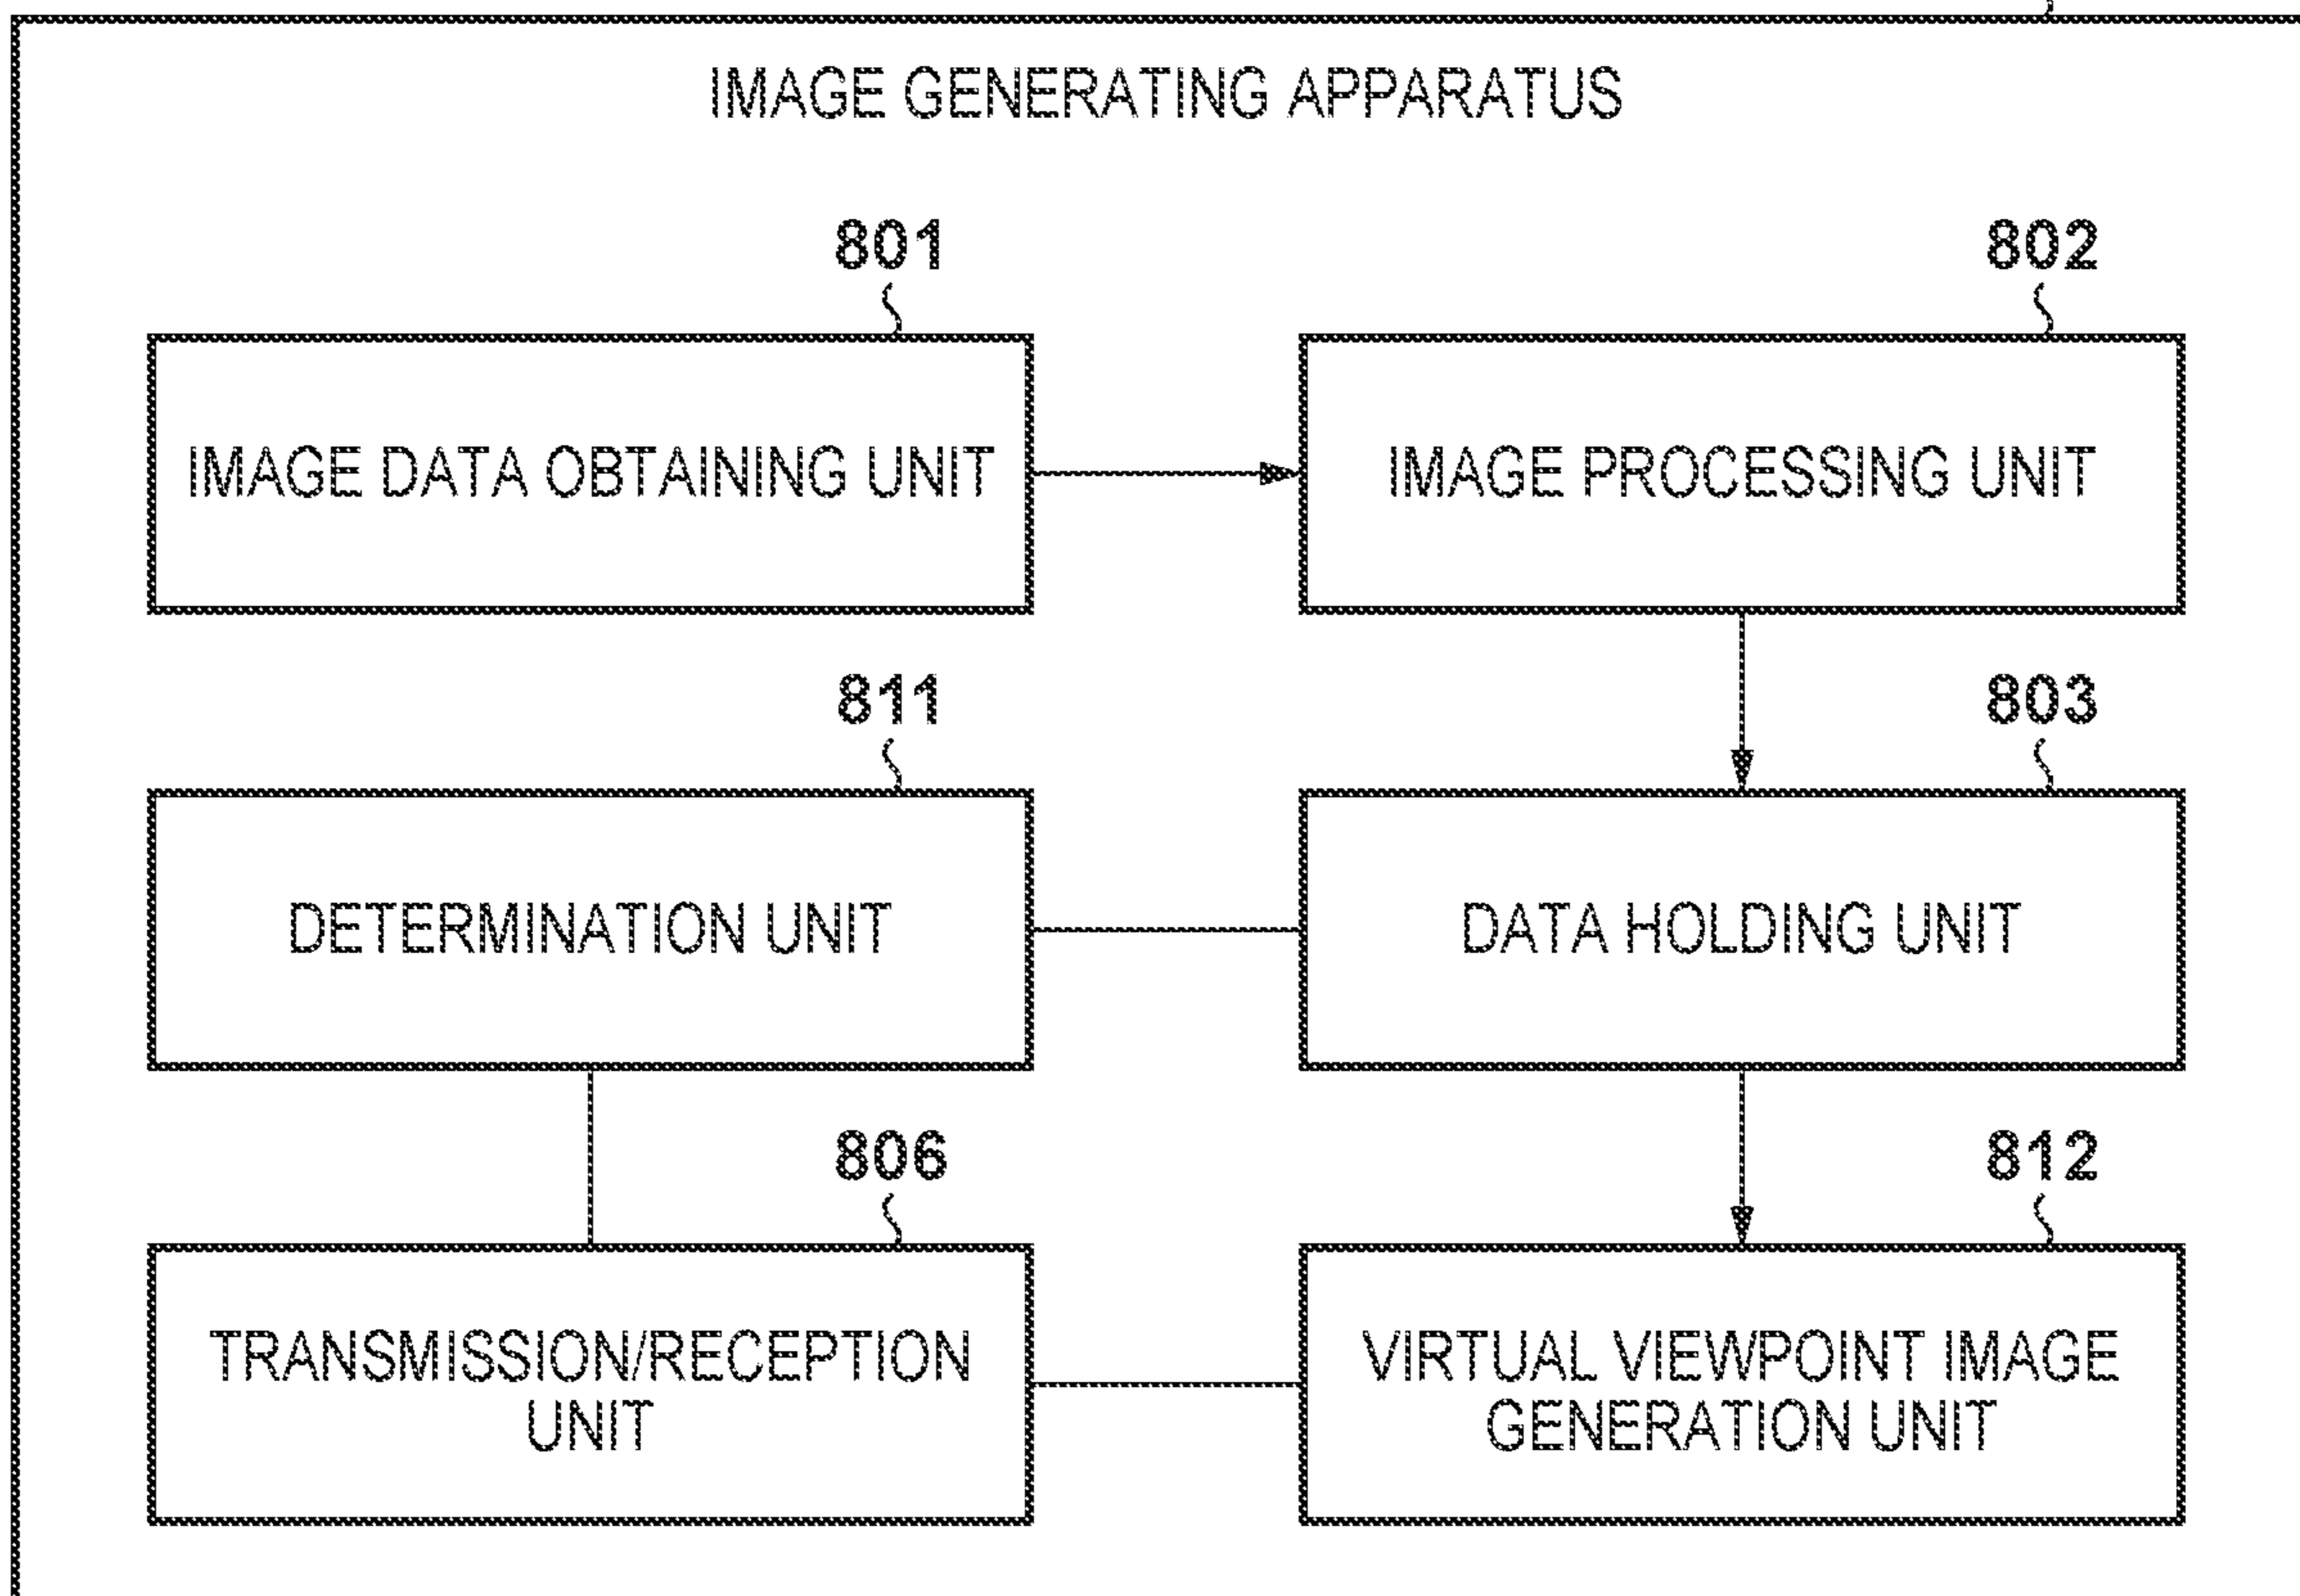 IMAGE GENERATING APPARATUS
801
802
IMAGE DATA OBTAINING UNIT
IMAGE PROCESSING UNIT
811
803
DETERMINATION UNIT
DATA HOLDING UNIT
806
812
TRANSMISSION/RECEPTION
UNIT
VIRTUAL VIEWPOINT IMAGE
GENERATION UNIT